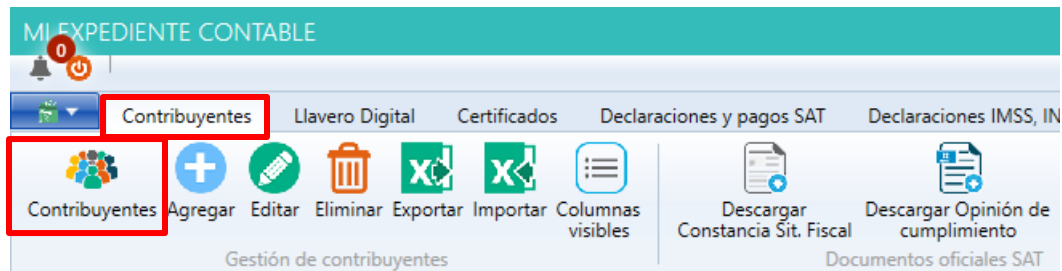 MI EXPEDIENTE CONTABLE
0
Contribuyentes Llavero Digital Certificados Declaraciones y pagos SAT Declaraciones IMSS, IN
Contribuyentes Agregar Editar Eliminar Exportar Importar Columnas visibles Descargar Constancia Sit. Fiscal Descargar Opinión de cumplimiento
Gestión de contribuyentes Documentos oficiales SAT